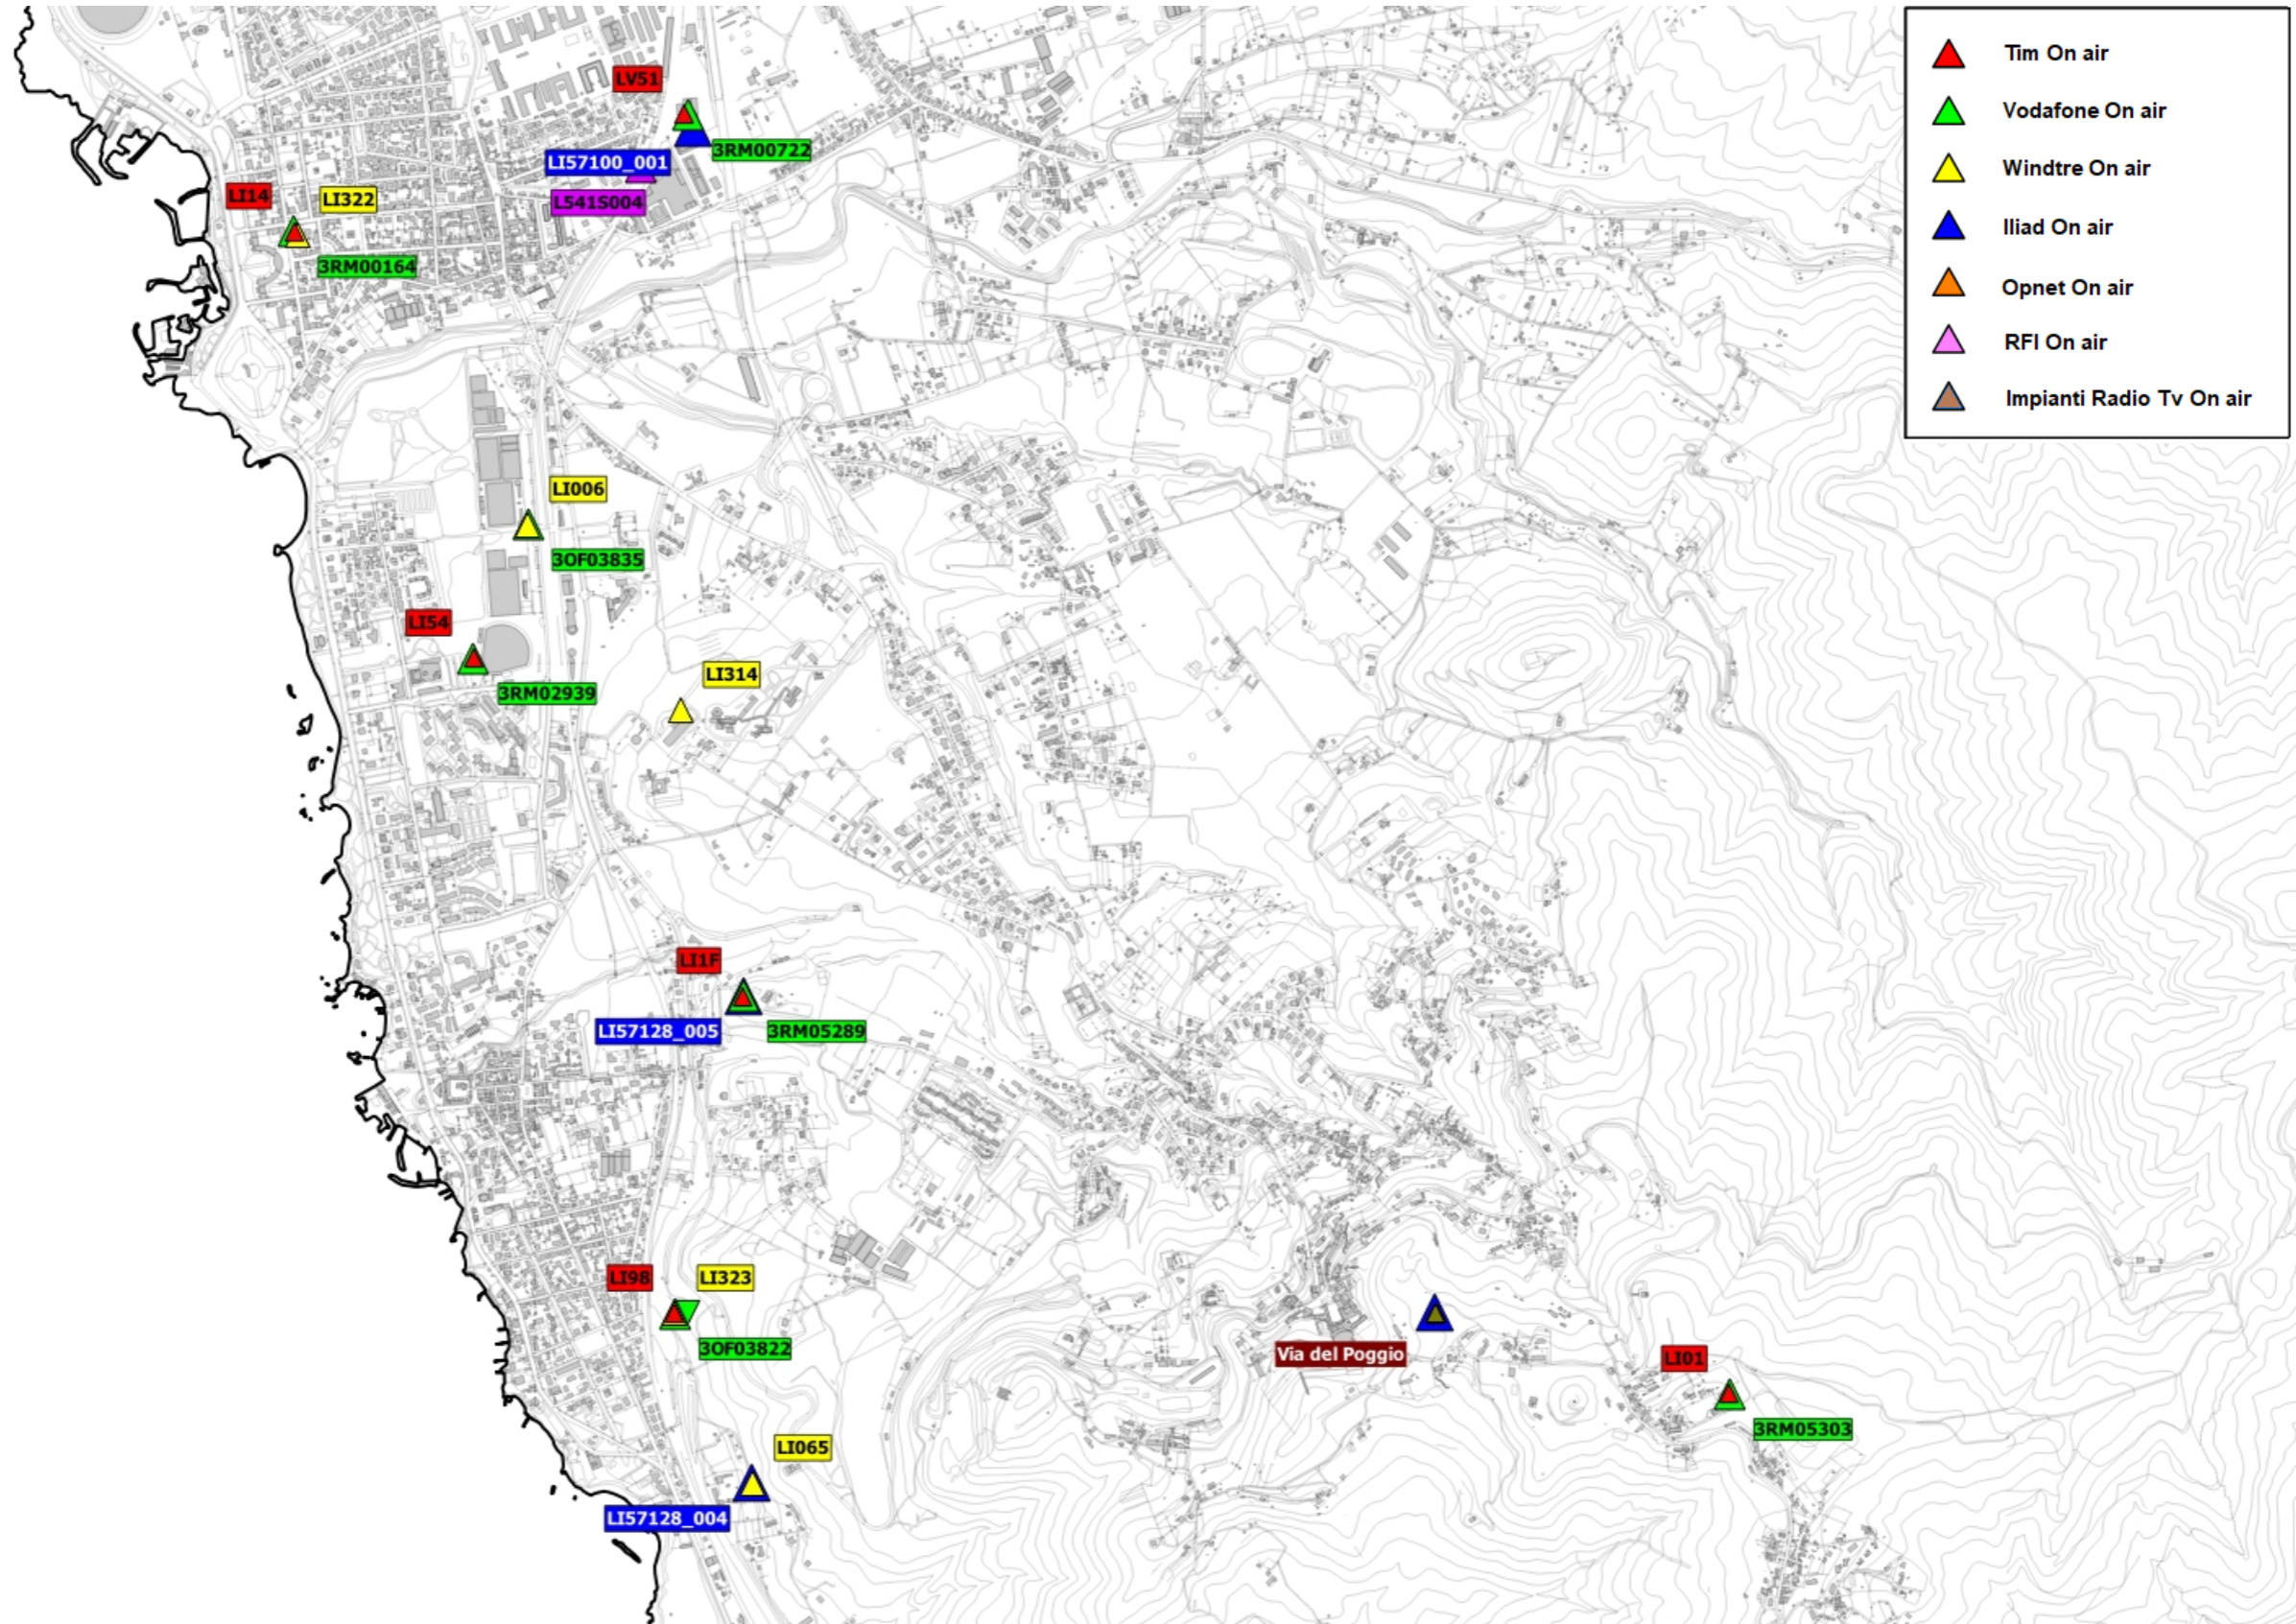 Tim On air
Vodafone On air
Windtre On air
Iliad On air
Opnet On air
RFI On air
Impianti Radio Tv On air
LV51
3RM00722
LI57100_001
L541S004
LI14
LI322
3RM00164
LI006
3OF03835
LI54
3RM02939
LI314
LI1F
LI57128_005
3RM05289
LI98
LI323
3OF03822
Via del Poggio
LI01
3RM05303
LI065
LI57128_004